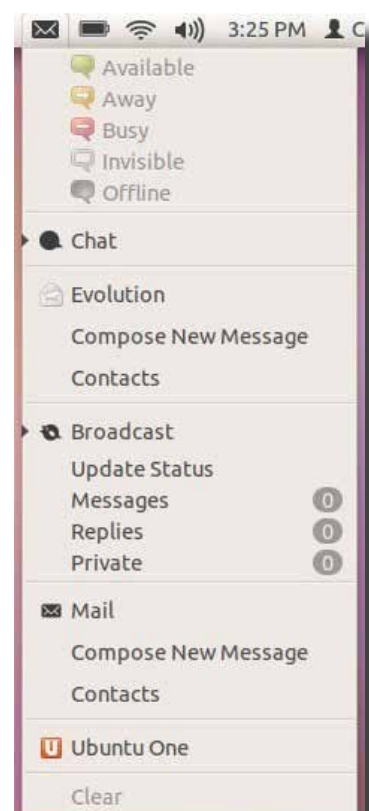 3:25 PM C
Available
Away
Busy
Invisible
Offline
Chat
Evolution
Compose New Message
Contacts
Broadcast
Update Status
Messages 0
Replies 0
Private 0
Mail
Compose New Message
Contacts
Ubuntu One
Clear